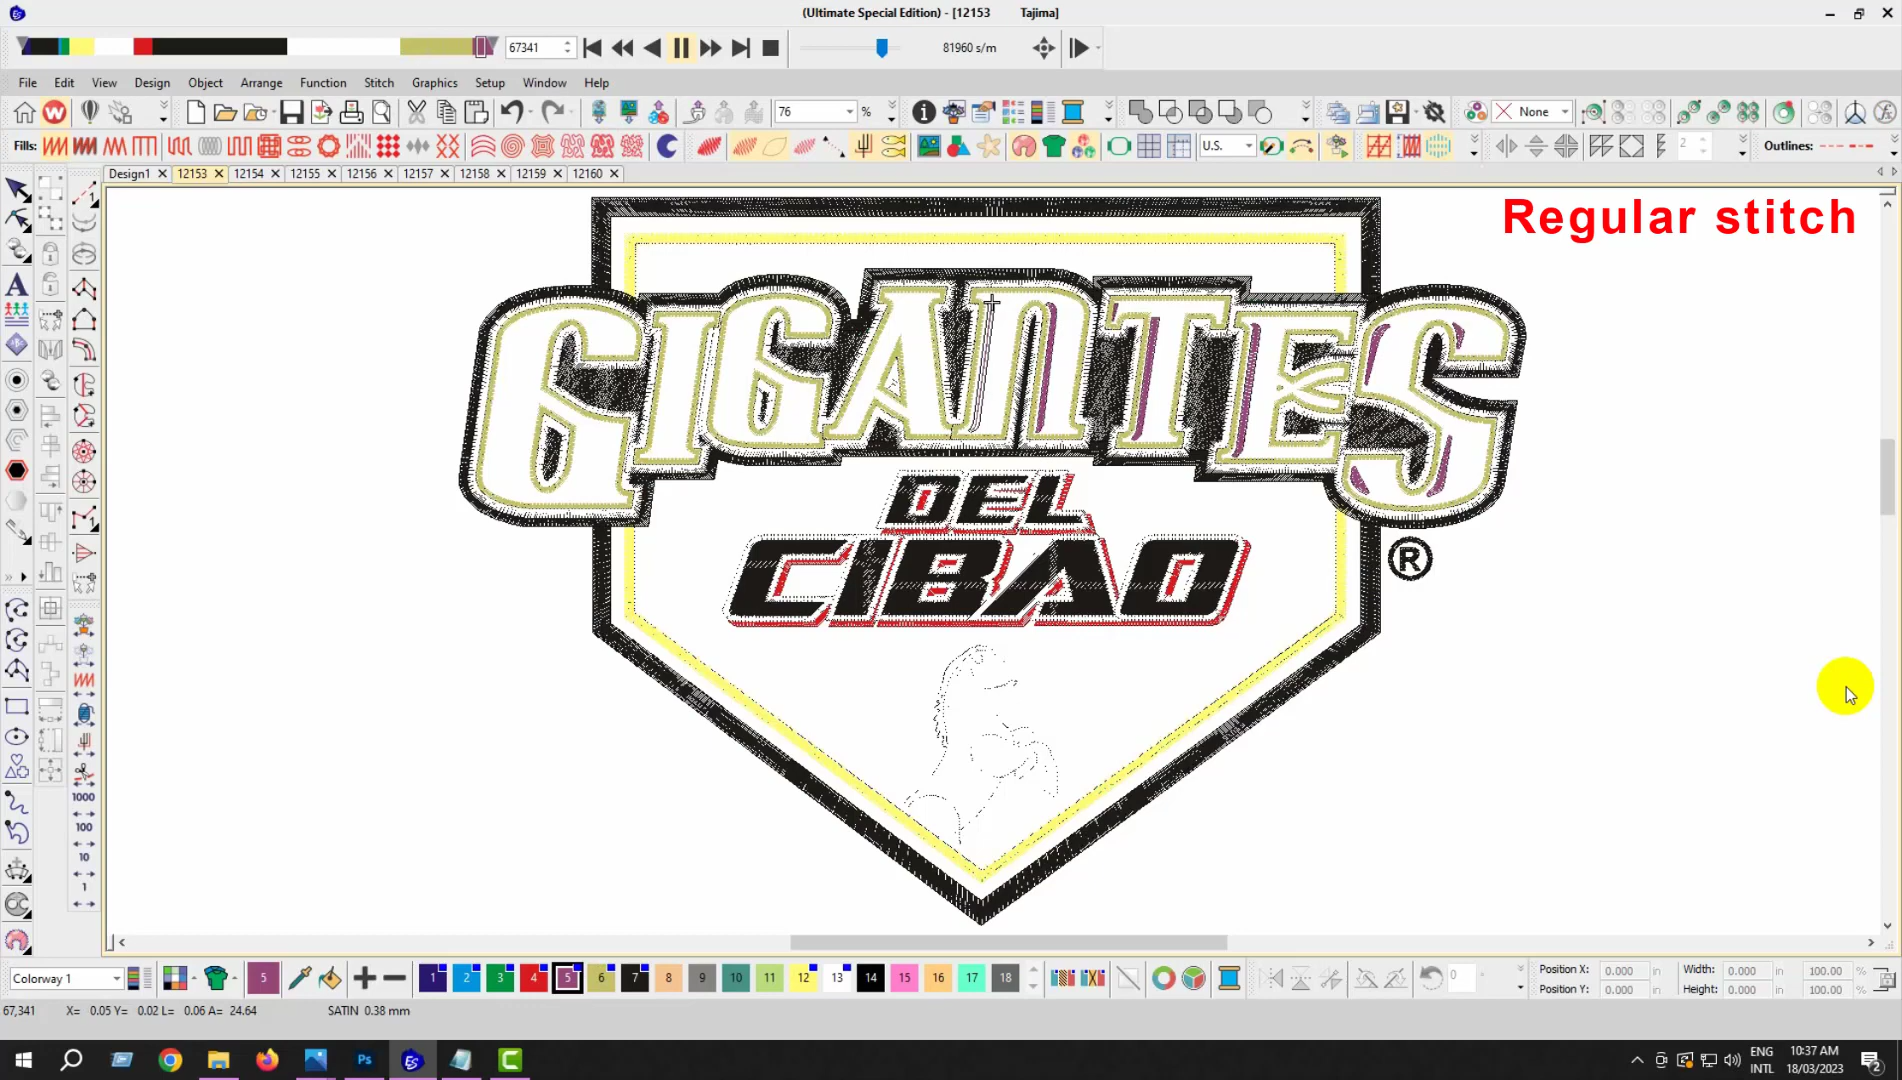 (Ultimate Special Edition) - [12153 Tajima]
67341
81960 s/m
File Edit View Design Object Arrange Function Stitch Graphics Setup Window Help
76 %
None
Fills:
U.S.
2
Outlines:
Design1 12153 12154 12155 12156 12157 12158 12159 12160
Regular stitch
GIGANTES
DEL
CIBAO
®
1000
100
10
1
Colorway 1
5
1 2 3 4 5 6 7 8 9 10 11 12 13 14 15 16 17 18
0
Position X: 0.000 in Width: 0.000 in 100.00 %
Position Y: 0.000 in Height: 0.000 in 100.00 %
67,341 X= 0.05 Y= 0.02 L= 0.06 A= 24.64 SATIN 0.38 mm
ENG
INTL
10:37 AM
18/03/2023
2